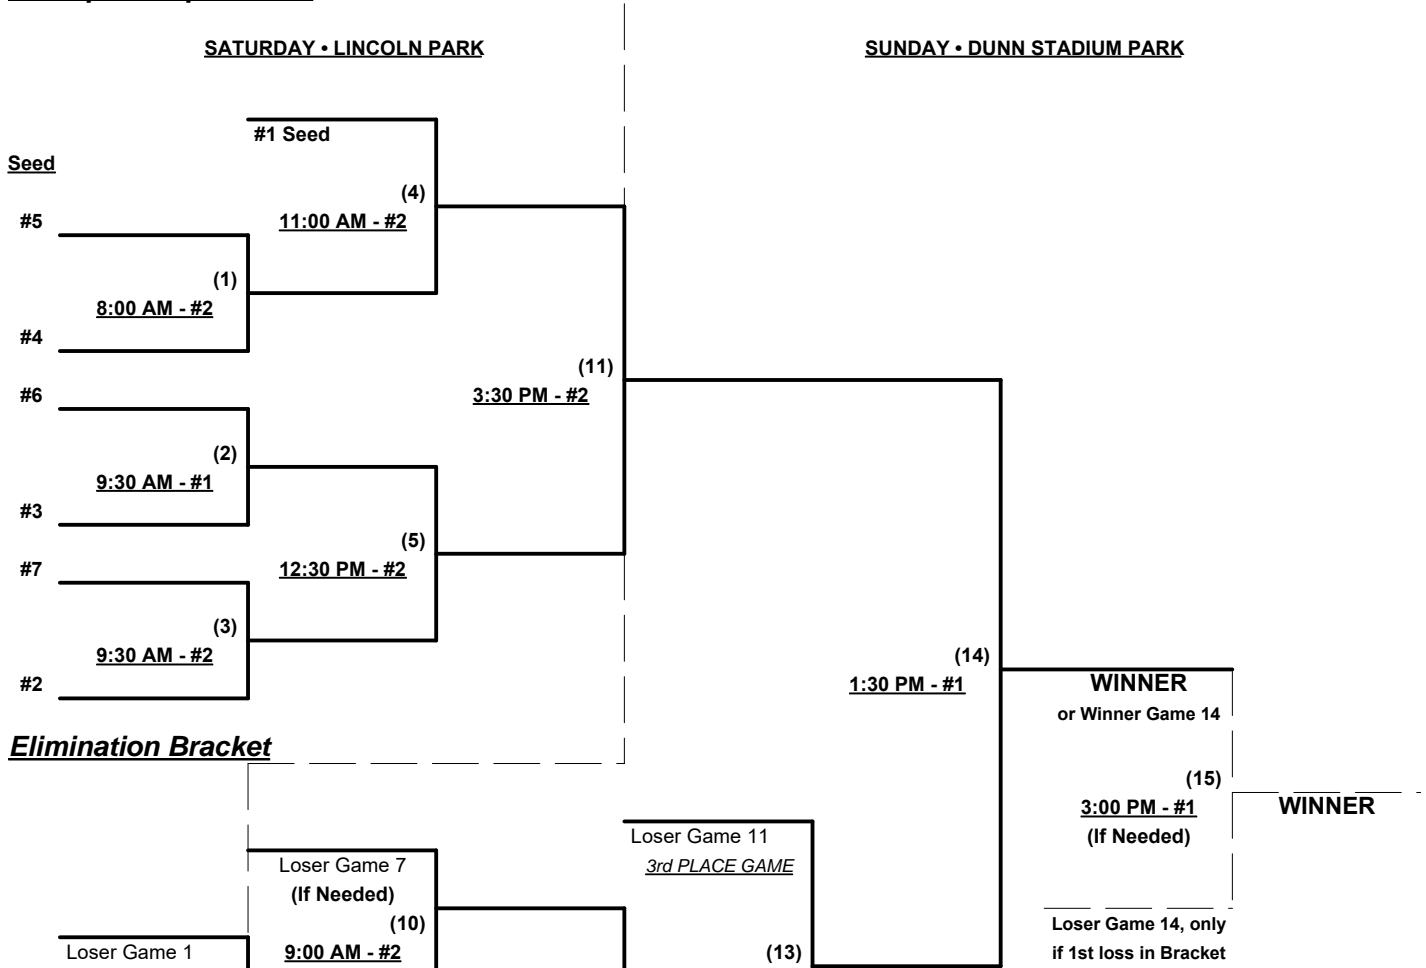 SATURDAY • LINCOLN PARK
SUNDAY • DUNN STADIUM PARK
#1 Seed
Seed
(4)
#5
11:00 AM - #2
(1)
8:00 AM - #2
#4
(11)
#6
3:30 PM - #2
(2)
9:30 AM - #1
#3
(5)
#7
12:30 PM - #2
(3)
(14)
9:30 AM - #2
#2
1:30 PM - #1
WINNER
or Winner Game 14
Elimination Bracket
(15)
3:00 PM - #1
WINNER
(If Needed)
Loser Game 11
Loser Game 7
3rd PLACE GAME
(If Needed)
(10)
Loser Game 14, only
Loser Game 1
9:00 AM - #2
(13)
if 1st loss in Bracket